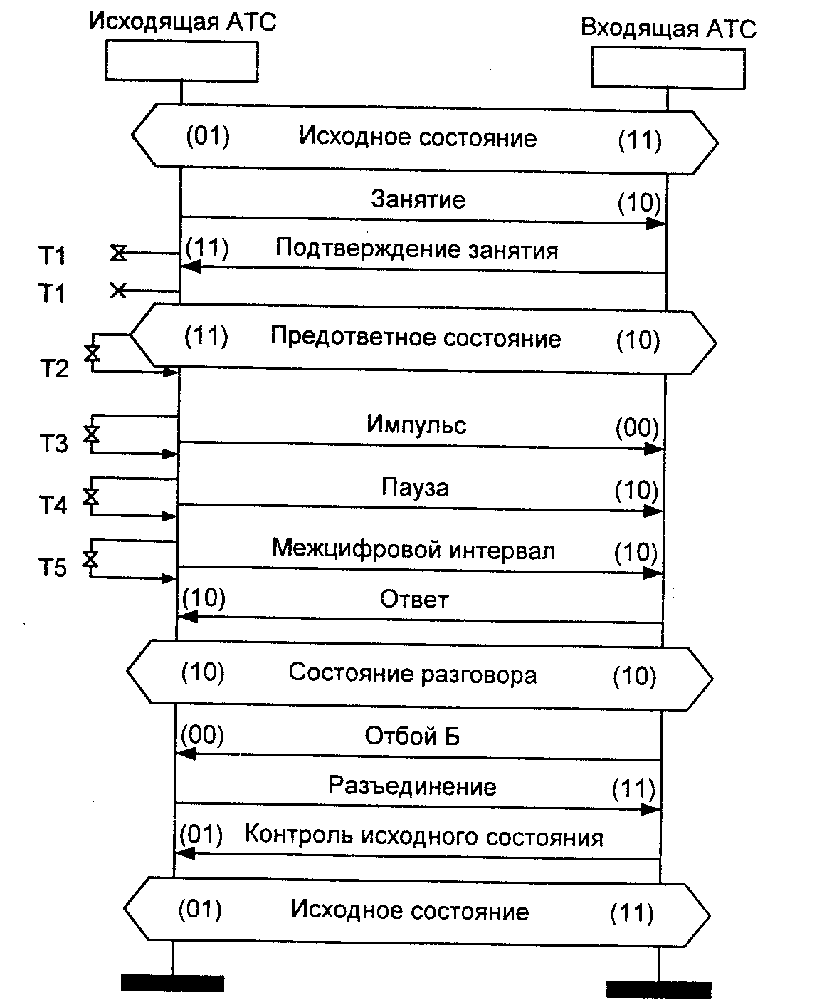 Исходящая АТС
Входящая АТС
(01) Исходное состояние (11)
Занятие (10)
T1 (11) Подтверждение занятия
T1
(11) Предответное состояние (10)
T2
T3 Импульс (00)
T4 Пауза (10)
T5 Межцифровой интервал (10)
(10) Ответ
(10) Состояние разговора (10)
(00) Отбой Б
Разъединение (11)
(01) Контроль исходного состояния
(01) Исходное состояние (11)